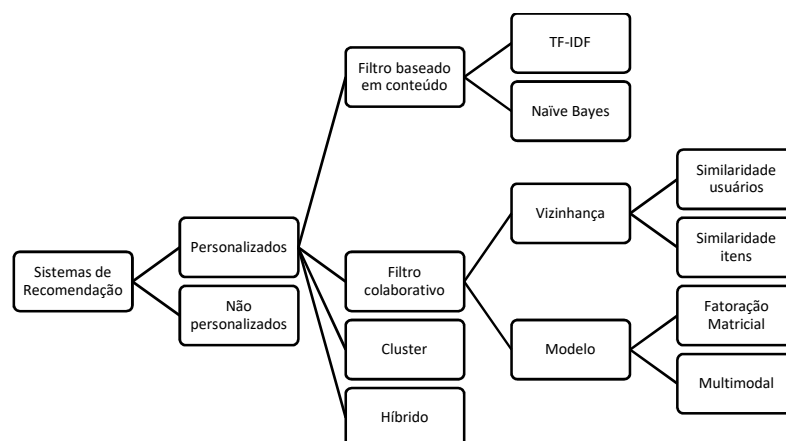 Sistemas de
Recomendação
Personalizados
Não
personalizados
Filtro baseado
em conteúdo
Filtro
colaborativo
Cluster
Híbrido
TF-IDF
Naïve Bayes
Vizinhança
Modelo
Similaridade
usuários
Similaridade
itens
Fatoração
Matricial
Multimodal